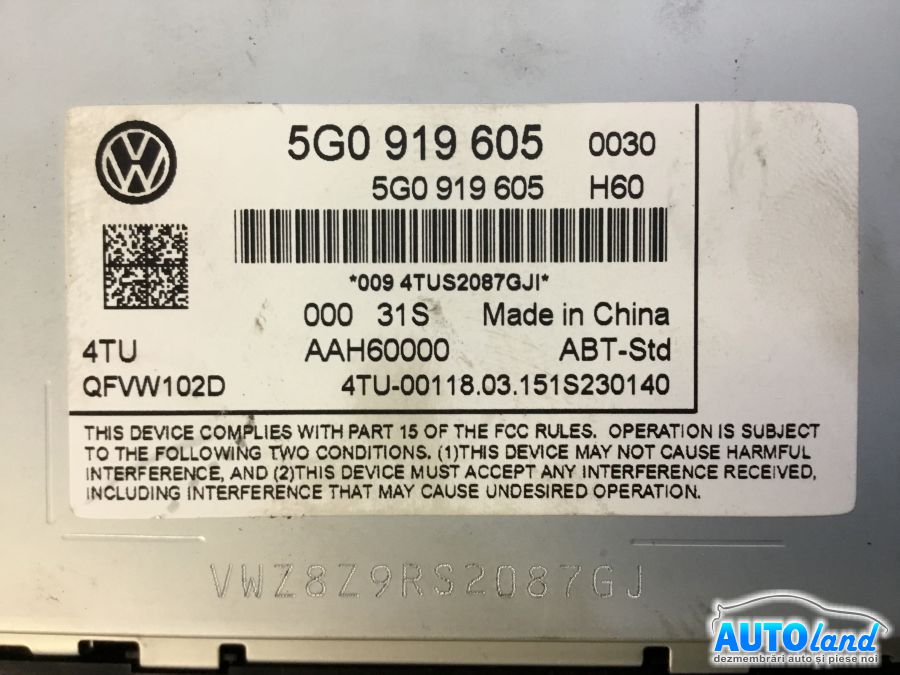 5G0 919 605 0030
5G0 919 605 H60
*009 4TUS2087GJI*
000 31S Made in China
4TU AAH60000 ABT-Std
QFVW102D 4TU-00118.03.151S230140
THIS DEVICE COMPLIES WITH PART 15 OF THE FCC RULES. OPERATION IS SUBJECT
TO THE FOLLOWING TWO CONDITIONS. (1)THIS DEVICE MAY NOT CAUSE HARMFUL
INTERFERENCE, AND (2)THIS DEVICE MUST ACCEPT ANY INTERFERENCE RECEIVED,
INCLUDING INTERFERENCE THAT MAY CAUSE UNDESIRED OPERATION.
VWZ8Z9RS2087GJ
AUTOland
dezmembrări auto și piese noi